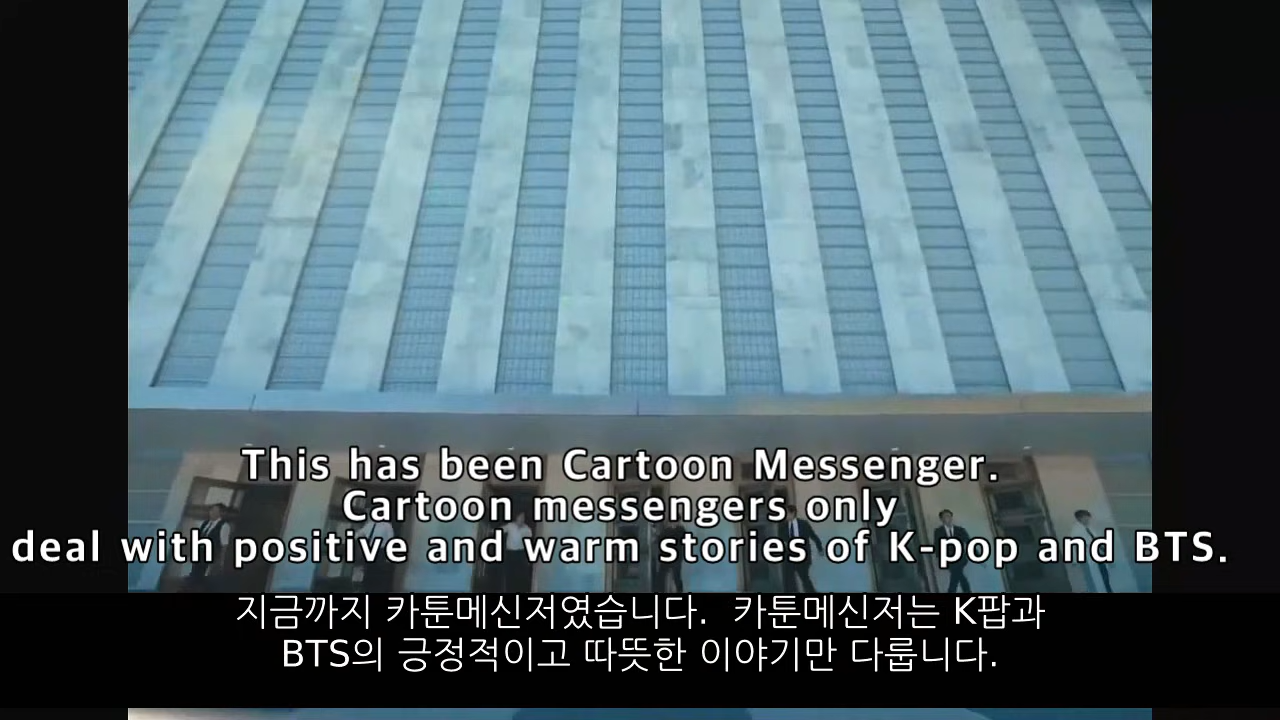 This has been Cartoon Messenger.
Cartoon messengers only
deal with positive and warm stories of K-pop and BTS.
지금까지 카툰메신저였습니다.  카툰메신저는 K팝과
BTS의 긍정적이고 따뜻한 이야기만 다룹니다.